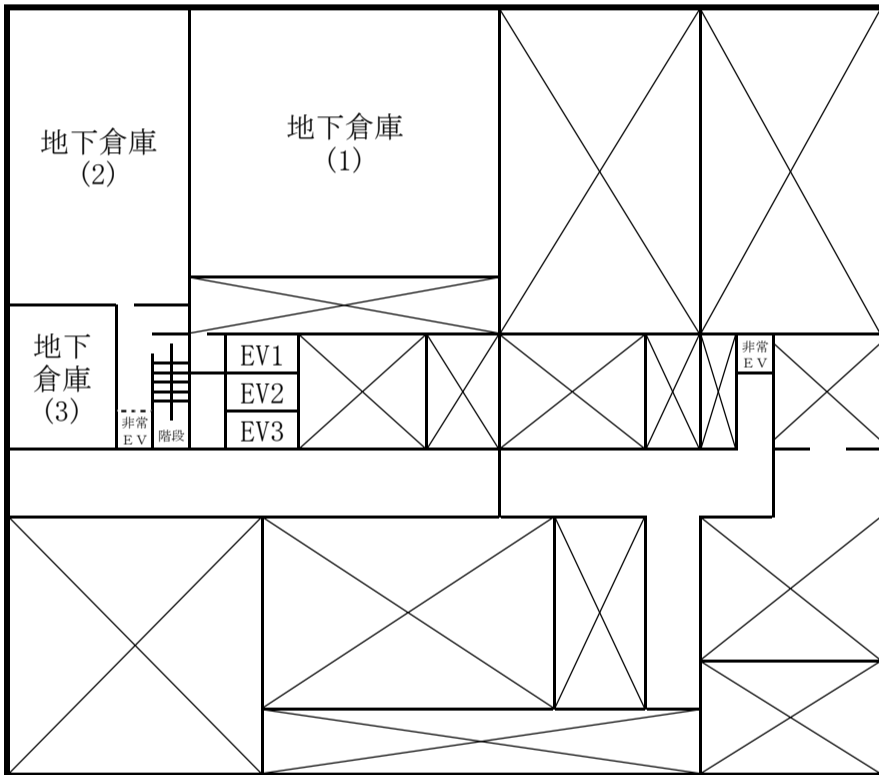 地下倉庫
(2)
地下倉庫
(1)
地下
倉庫
(3)
非常
ＥＶ
階段
EV1
EV2
EV3
非常
ＥＶ